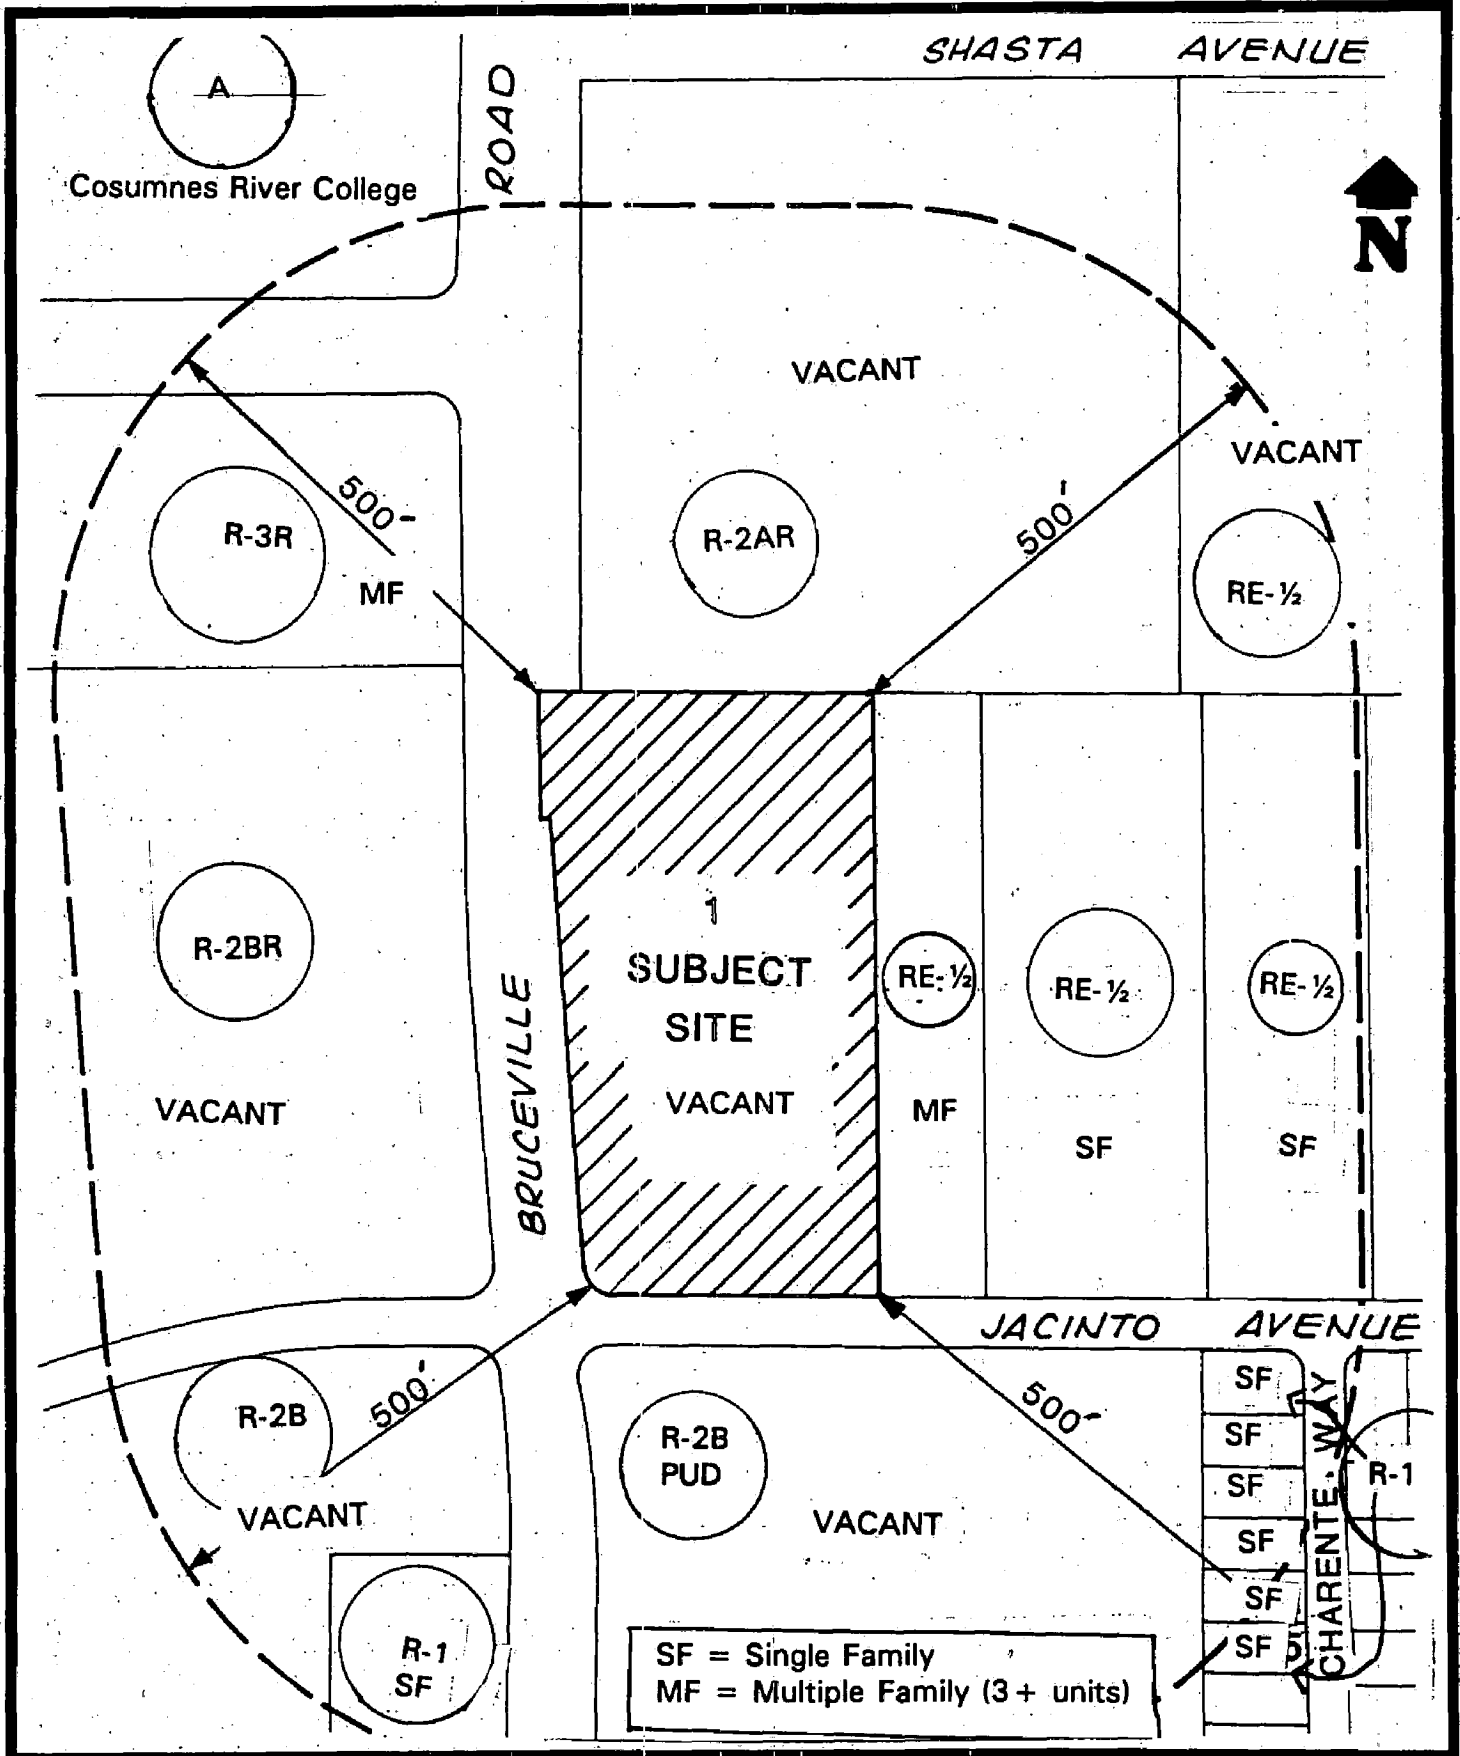 SHASTA AVENUE
A
ROAD
Cosumnes River College
N
VACANT
VACANT
500'
500'
R-3R
R-2AR
MF
RE-½
1
SUBJECT
SITE
VACANT
R-2BR
VACANT
BRUCEVILLE
RE-½
MF
RE-½
SF
RE-½
SF
JACINTO AVENUE
R-2B
500'
VACANT
R-2B
PUD
VACANT
500'
SF
SF
SF
SF
SF
SF
CHARENTE WAY
R-1
R-1
SF
SF = Single Family
MF = Multiple Family (3+ units)